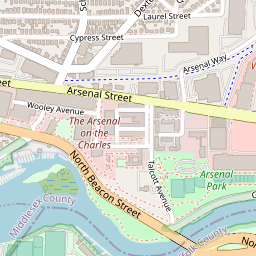 Laurel Street
Cypress Street
Arsenal Way
Street
Arsenal Street
Wooley Avenue
The Arsenal
on the
Charles
North Beacon Street
Talcott Avenue
Arsenal
Park
Middlesex County